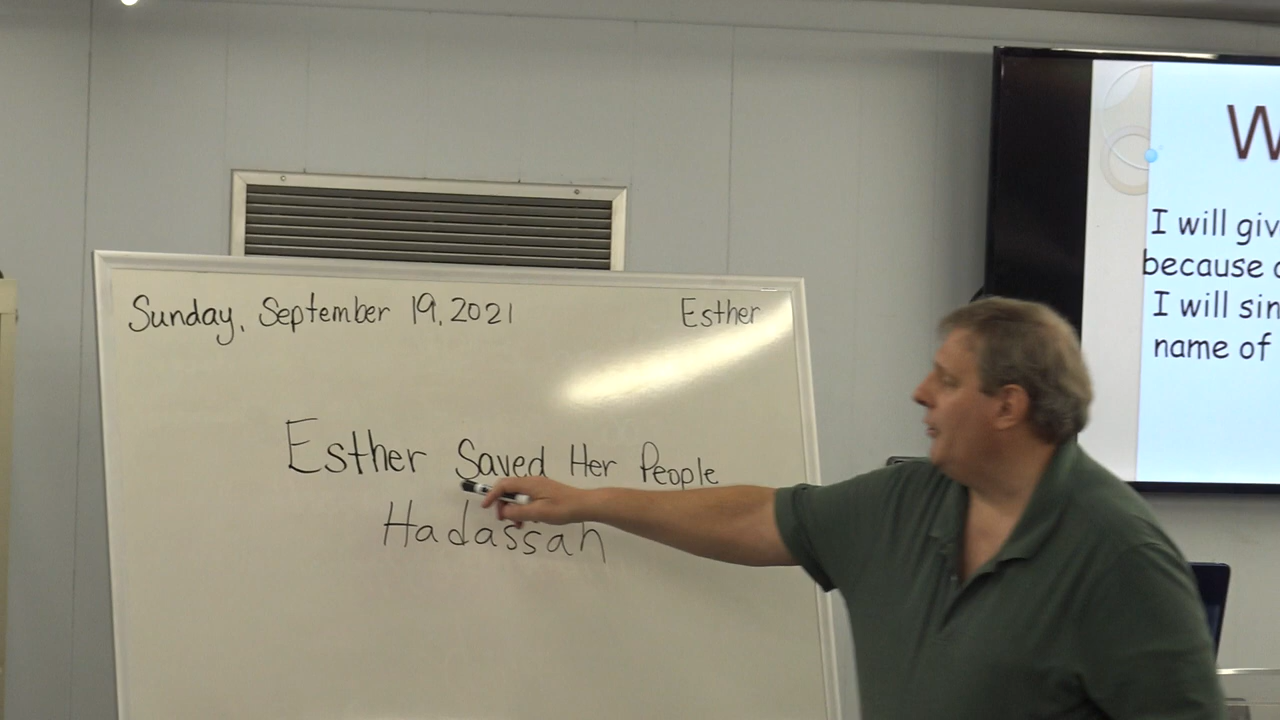 Sunday, September 19, 2021
Esther
Esther Saved Her People
Hadassah
W
I will giv
because
I will sin
name of